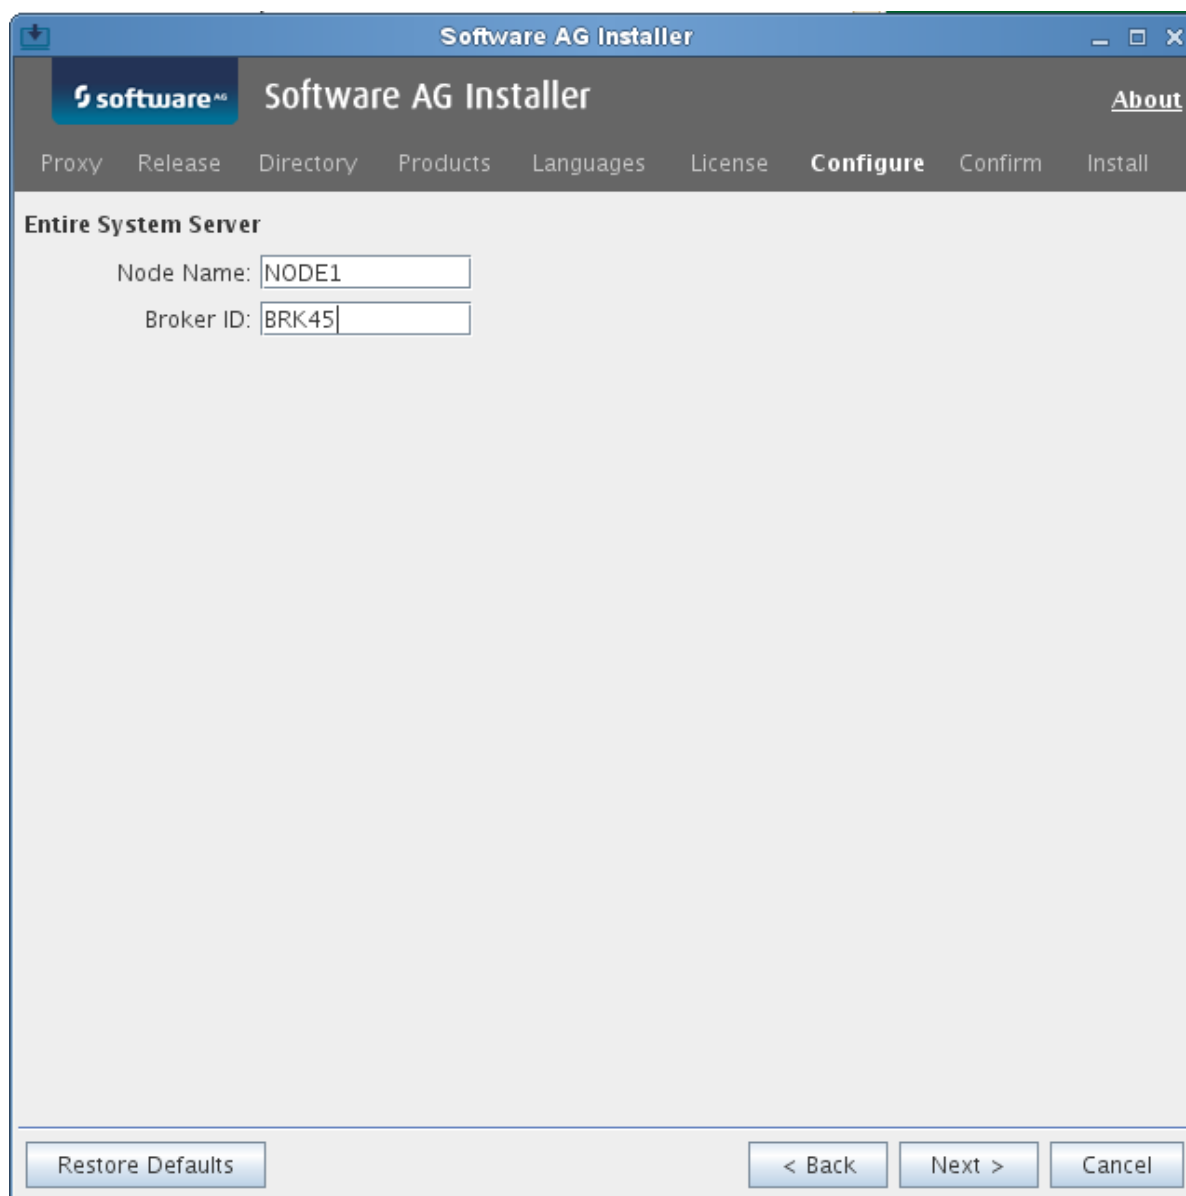 Software AG Installer
software AG Software AG Installer About
Proxy Release Directory Products Languages License Configure Confirm Install
Entire System Server
Node Name: NODE1
Broker ID: BRK45
Restore Defaults < Back Next > Cancel